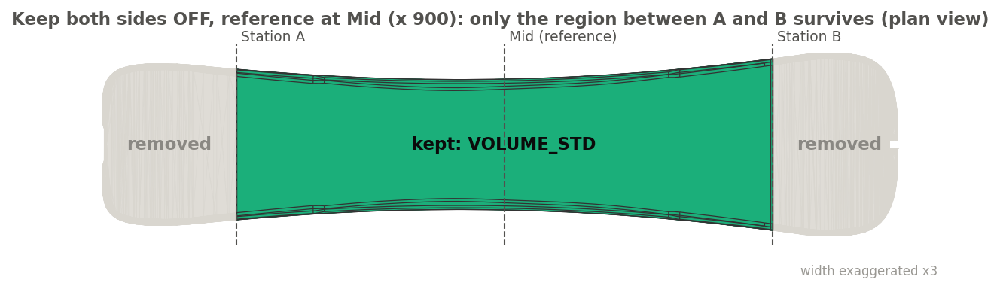 Keep both sides OFF, reference at Mid (x 900): only the region between A and B survives (plan view)
Station A
Mid (reference)
Station B
removed
kept: VOLUME_STD
removed
width exaggerated x3